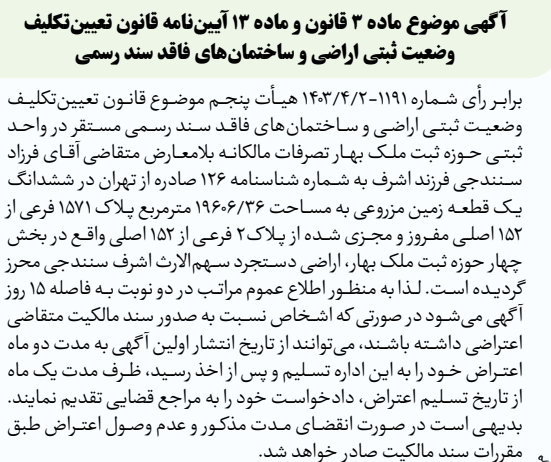 آگهی موضوع ماده ۳ قانون و ماده ۱۳ آیین‌نامه قانون تعیین‌تکلیف
وضعیت ثبتی اراضی و ساختمان‌های فاقد سند رسمی
برابر رأی شماره ۱۱۹۱-۱۴۰۳/۴/۲ هیأت پنجم موضوع قانون تعیین‌تکلیف
وضعیت ثبتی اراضی و ساختمان‌های فاقد سند رسمی مستقر در واحد
ثبتی حوزه ثبت ملک بهار تصرفات مالکانه بلامعارض متقاضی آقای فرزاد
سنندجی فرزند اشرف به شماره شناسنامه ۱۲۶ صادره از تهران در ششدانگ
یک قطعه زمین مزروعی به مساحت ۱۹۶۰۶/۳۶ مترمربع پلاک ۱۵۷۱ فرعی از
۱۵۲ اصلی مفروز و مجزی شده از پلاک۲ فرعی از ۱۵۲ اصلی واقع در بخش
چهار حوزه ثبت ملک بهار، اراضی دستجرد سهم‌الارث اشرف سنندجی محرز
گردیده است. لذا به منظور اطلاع عموم مراتب در دو نوبت به فاصله ۱۵ روز
آگهی می‌شود در صورتی که اشخاص نسبت به صدور سند مالکیت متقاضی
اعتراضی داشته باشند، می‌توانند از تاریخ انتشار اولین آگهی به مدت دو ماه
اعتراض خود را به این اداره تسلیم و پس از اخذ رسید، ظرف مدت یک ماه
از تاریخ تسلیم اعتراض، دادخواست خود را به مراجع قضایی تقدیم نمایند.
بدیهی است در صورت انقضای مدت مذکور و عدم وصول اعتراض طبق
مقررات سند مالکیت صادر خواهد شد.